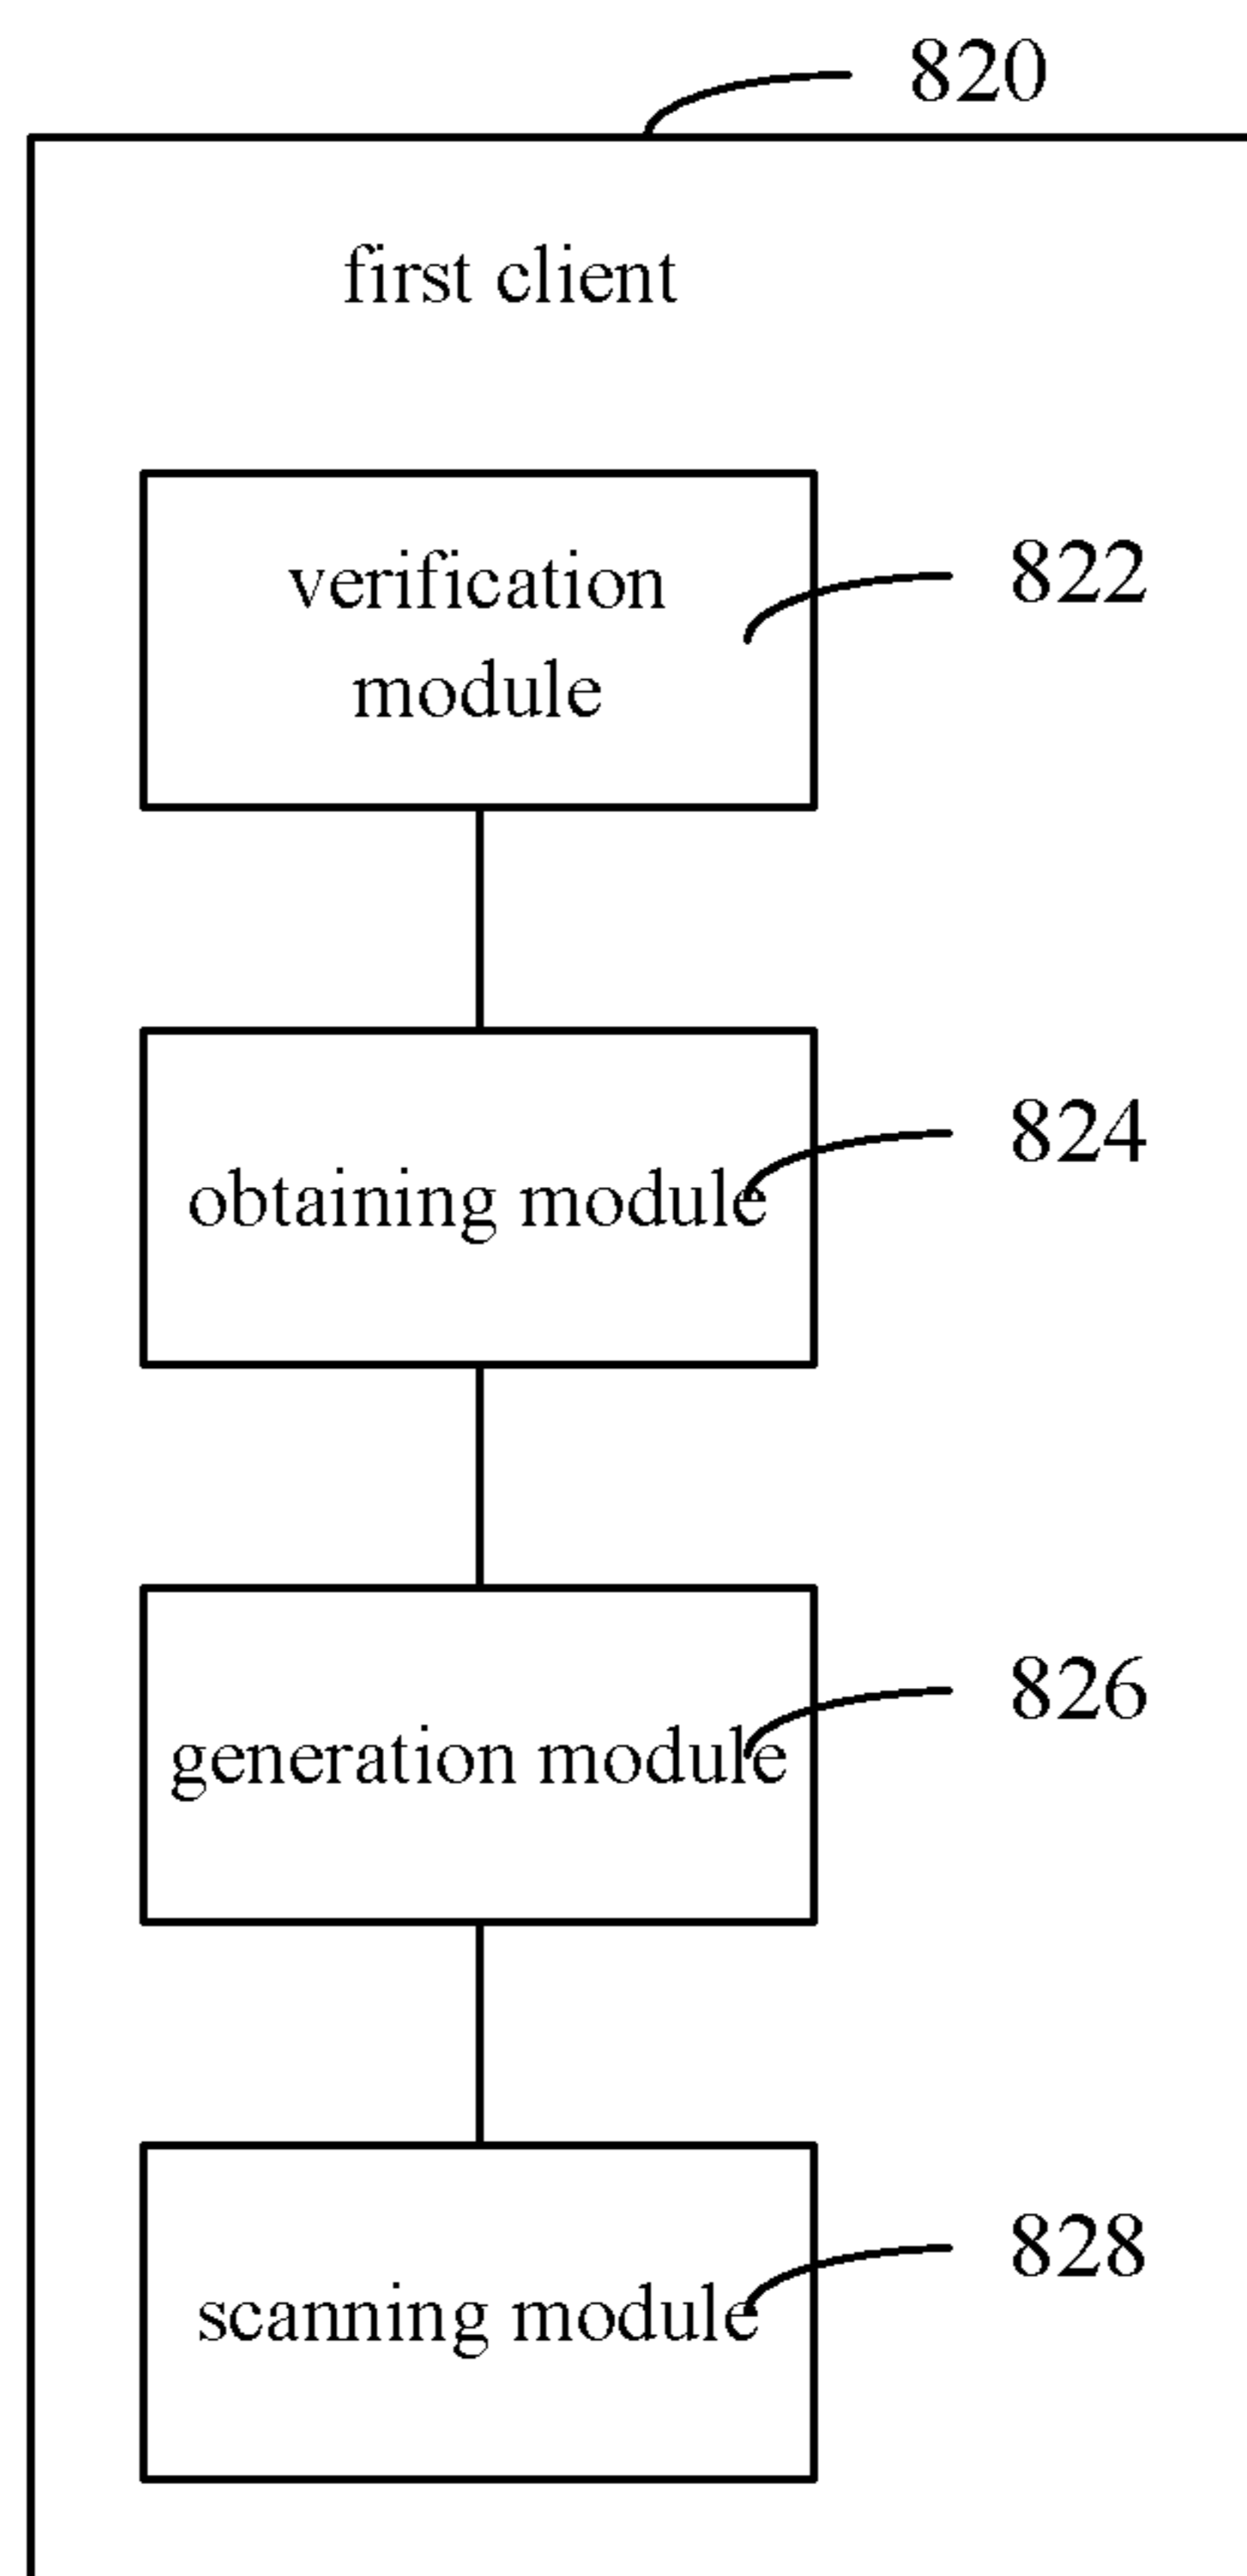 820
first client
verification
module
822
824
obtaining module
826
generation module
828
scanning module